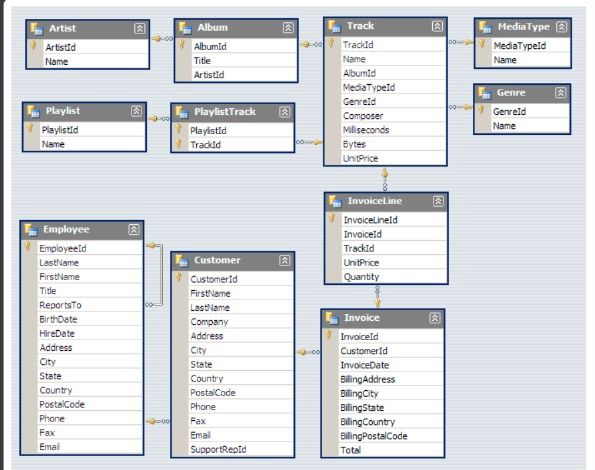 Artist
ArtistId
Name
Album
AlbumId
Title
ArtistId
Track
TrackId
Name
AlbumId
MediaTypeId
GenreId
Composer
Milliseconds
Bytes
UnitPrice
MediaType
MediaTypeId
Name
Genre
GenreId
Name
Playlist
PlaylistId
Name
PlaylistTrack
PlaylistId
TrackId
InvoiceLine
InvoiceLineId
InvoiceId
TrackId
UnitPrice
Quantity
Employee
EmployeeId
LastName
FirstName
Title
ReportsTo
BirthDate
HireDate
Address
City
State
Country
PostalCode
Phone
Fax
Email
Customer
CustomerId
FirstName
LastName
Company
Address
City
State
Country
PostalCode
Phone
Fax
Email
SupportRepId
Invoice
InvoiceId
CustomerId
InvoiceDate
BillingAddress
BillingCity
BillingState
BillingCountry
BillingPostalCode
Total